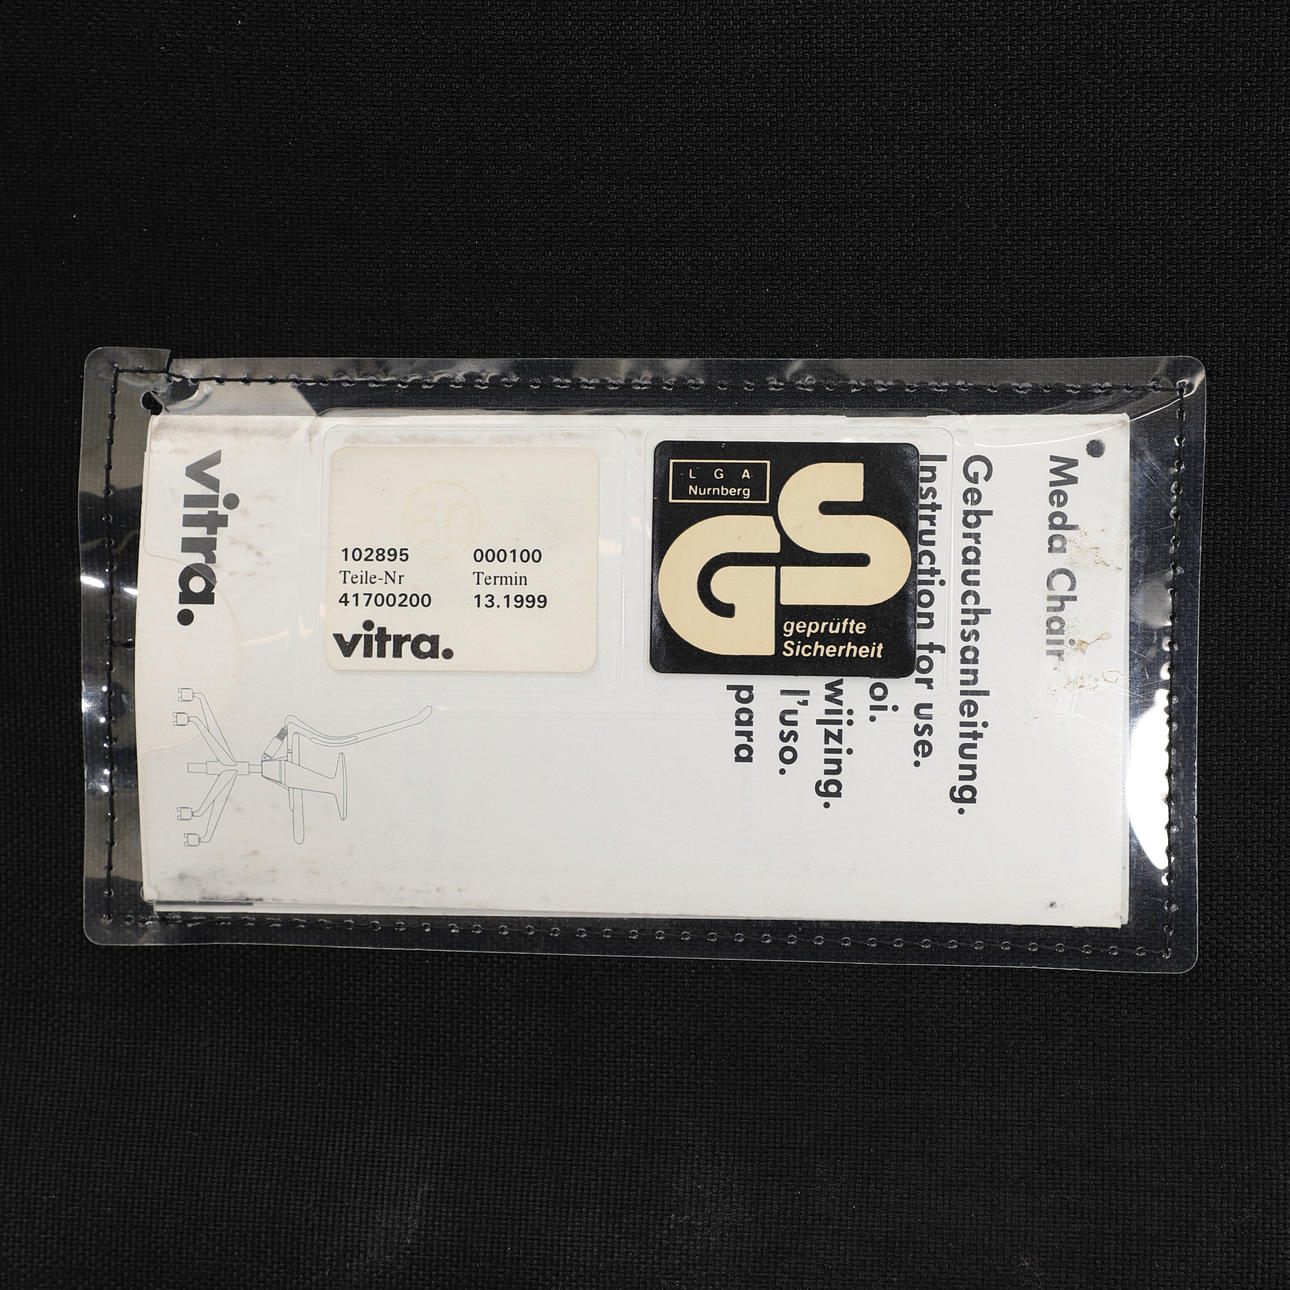 vitra.
102895 000100
Teile-Nr Termin
41700200 13.1999
vitra.
L G A
Nurnberg
GS
geprüfte
Sicherheit
Meda Chair
Gebrauchsanleitung.
Instruction for use.
wijzing.
l'uso.
para